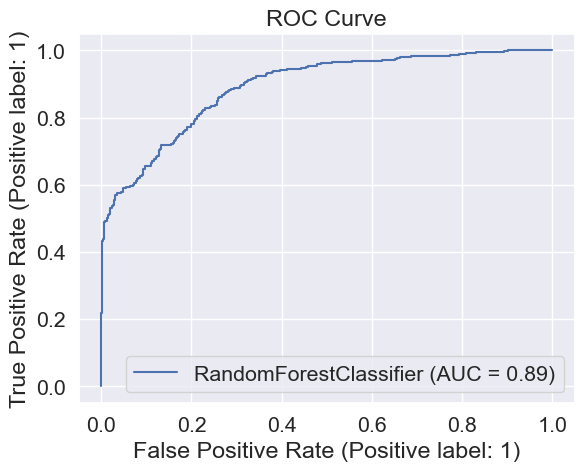 ROC Curve
True Positive Rate (Positive label: 1)
1.0
0.8
0.6
0.4
0.2
0.0
RandomForestClassifier (AUC = 0.89)
0.0 0.2 0.4 0.6 0.8 1.0
False Positive Rate (Positive label: 1)